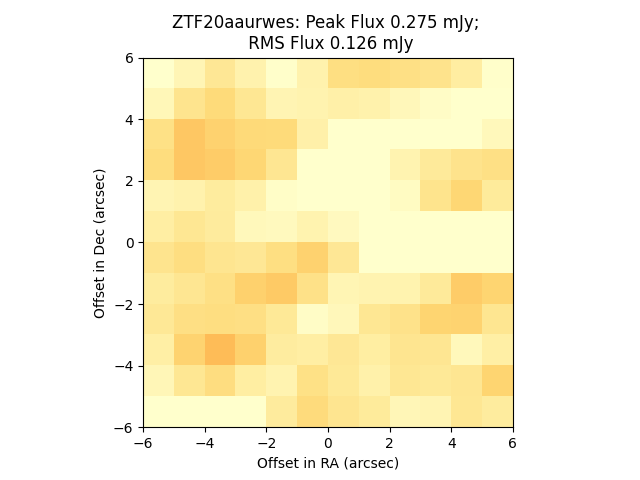 ZTF20aaurwes: Peak Flux 0.275 mJy;
RMS Flux 0.126 mJy
6
4
2
0
−2
−4
−6
Offset in Dec (arcsec)
−6 −4 −2 0 2 4 6
Offset in RA (arcsec)